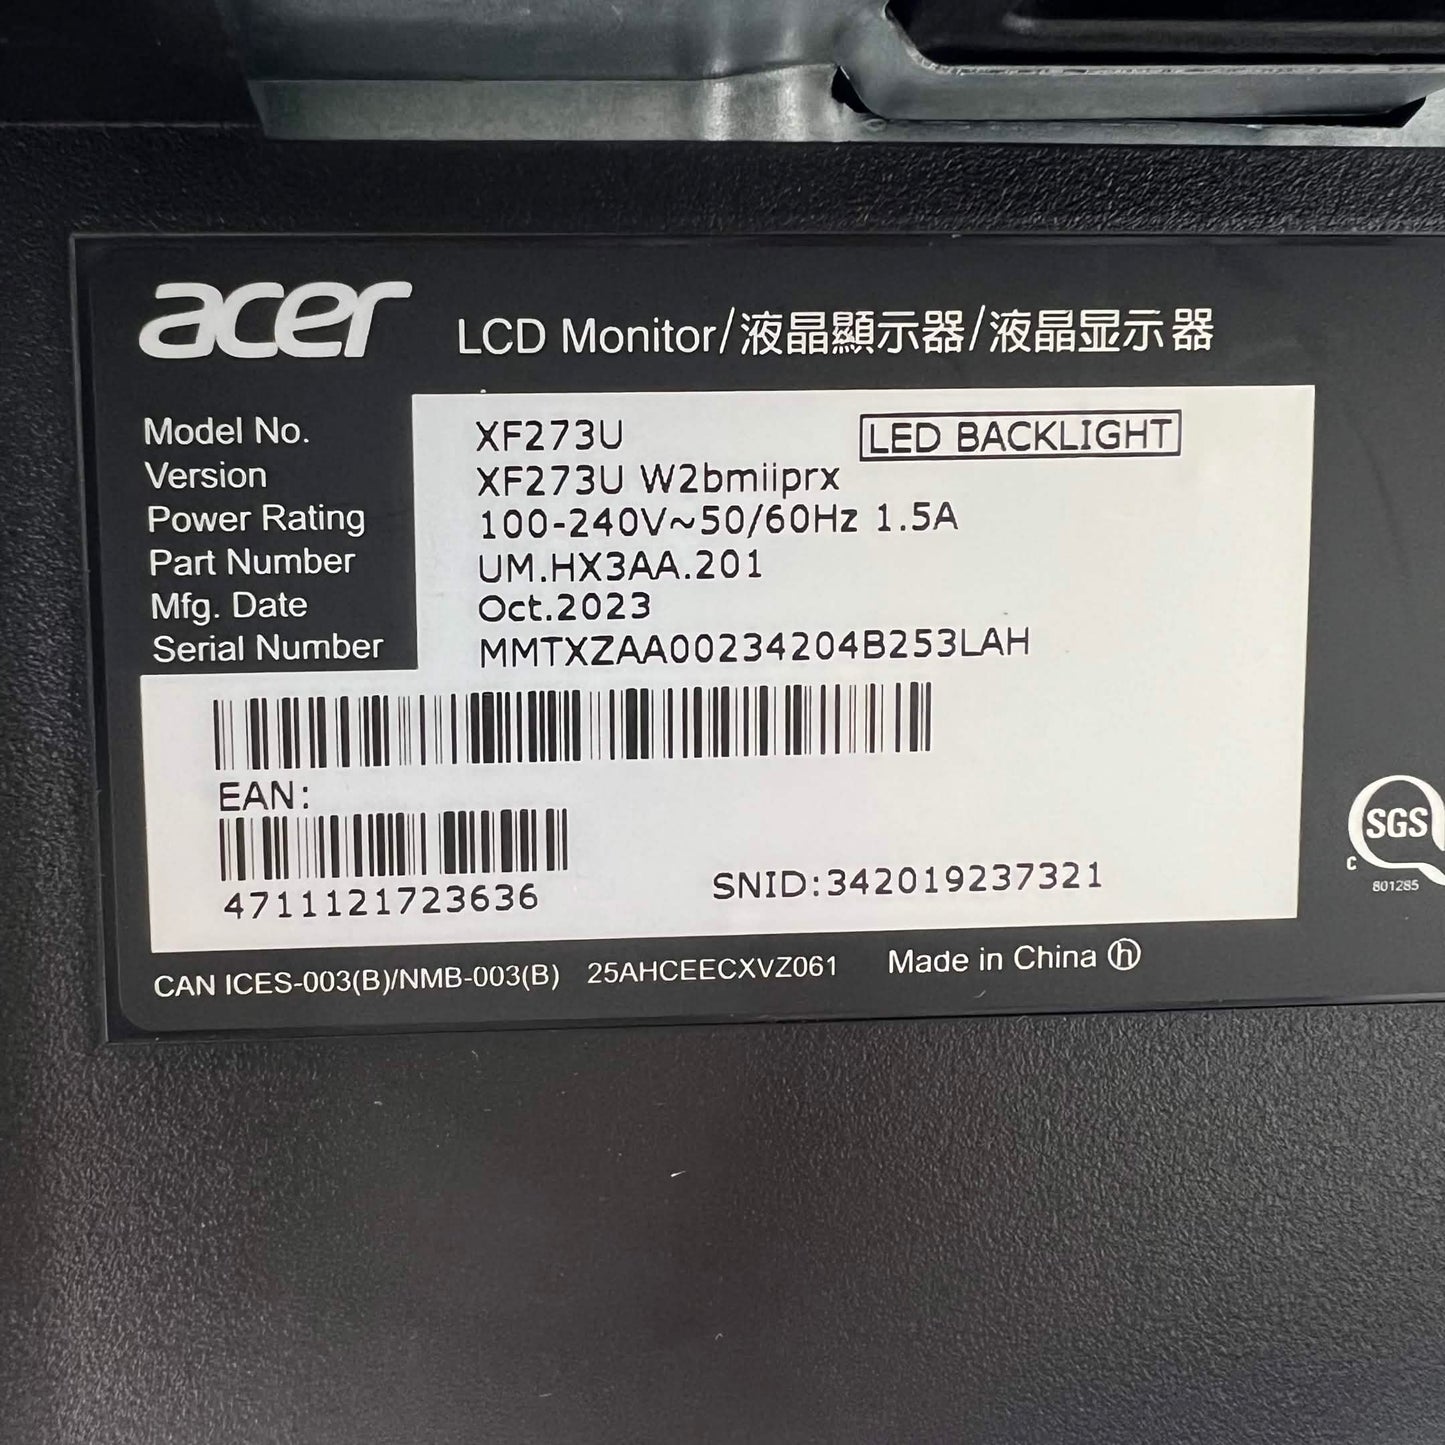 acer LCD Monitor/液晶顯示器/液晶显示器
Model No. XF273U LED BACKLIGHT
Version XF273U W2bmiiprx
Power Rating 100-240V~50/60Hz 1.5A
Part Number UM.HX3AA.201
Mfg. Date Oct.2023
Serial Number MMTXZAA00234204B253LAH
EAN:
4711121723636 SNID:342019237321
SGS
C
801285
CAN ICES-003(B)/NMB-003(B) 25AHCEECXVZ061 Made in China ⓗ